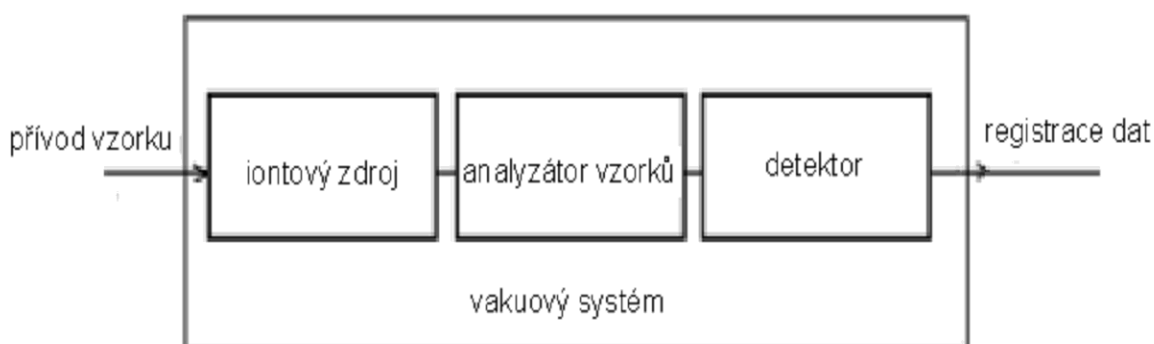 přívod vzorku
iontový zdroj
analyzátor vzorků
detektor
registrace dat
vakuový systém